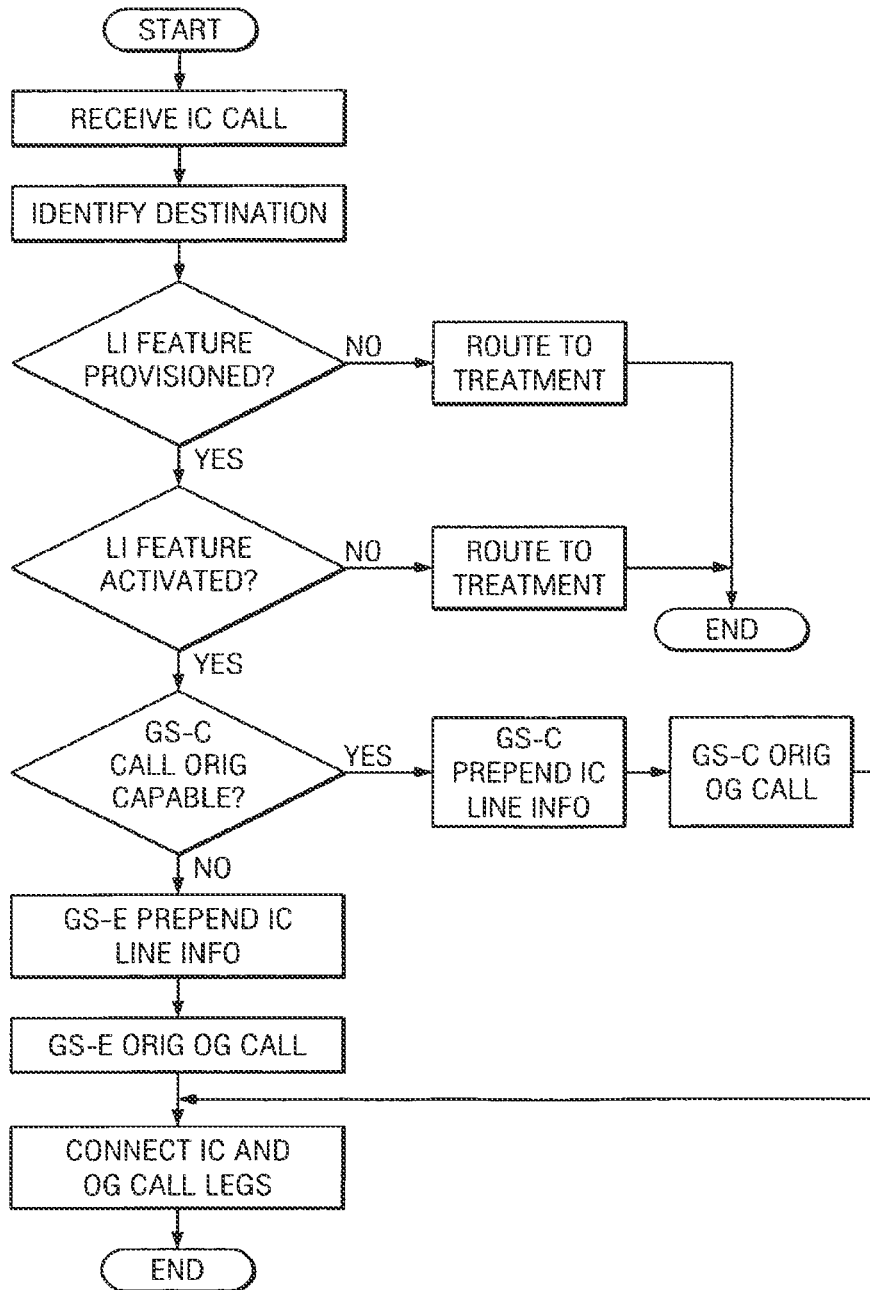 START
RECEIVE IC CALL
IDENTIFY DESTINATION
LI FEATURE
PROVISIONED?
NO
ROUTE TO
TREATMENT
YES
LI FEATURE
ACTIVATED?
NO
ROUTE TO
TREATMENT
END
YES
GS-C
CALL ORIG
CAPABLE?
YES
GS-C
PREPEND IC
LINE INFO
GS-C ORIG
OG CALL
NO
GS-E PREPEND IC
LINE INFO
GS-E ORIG OG CALL
CONNECT IC AND
OG CALL LEGS
END